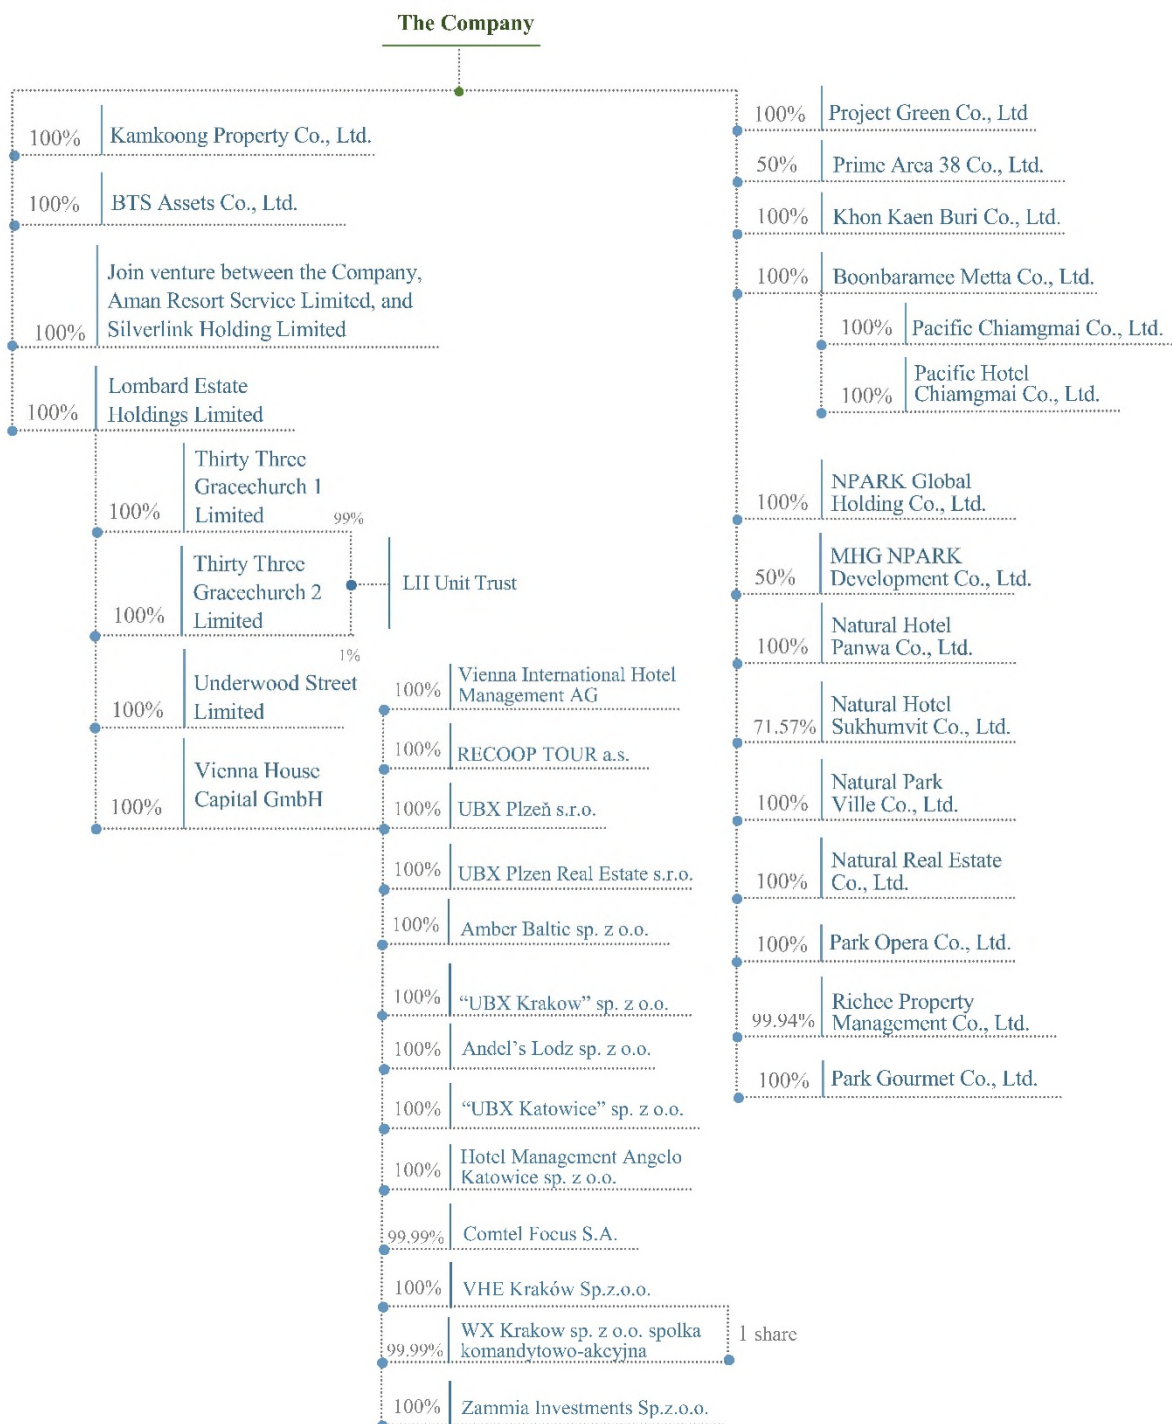 The Company
100%
Kamkoong Property Co., Ltd.
100%
BTS Assets Co., Ltd.
Join venture between the Company,
Aman Resort Service Limited, and
100%
Silverlink Holding Limited
Lombard Estate
100%
Holdings Limited
Thirty Three
Gracechurch 1
100%
Limited
99%
Thirty Three
Gracechurch 2
100%
Limited
1%
LII Unit Trust
Underwood Street
100%
Limited
Vienna House
100%
Capital GmbH
Vienna International Hotel
100%
Management AG
100%
RECOOP TOUR a.s.
100%
UBX Plzeň s.r.o.
100%
UBX Plzen Real Estate s.r.o.
100%
Amber Baltic sp. z o.o.
100%
“UBX Krakow” sp. z o.o.
100%
Andel’s Lodz sp. z o.o.
100%
“UBX Katowice” sp. z o.o.
Hotel Management Angelo
100%
Katowice sp. z o.o.
99.99%
Comtel Focus S.A.
100%
VHE Kraków Sp.z.o.o.
WX Krakow sp. z o.o. spolka
99.99%
komandytowo-akcyjna
1 share
100%
Zammia Investments Sp.z.o.o.
100%
Project Green Co., Ltd
50%
Prime Area 38 Co., Ltd.
100%
Khon Kaen Buri Co., Ltd.
100%
Boonbaramee Metta Co., Ltd.
100%
Pacific Chiamgmai Co., Ltd.
Pacific Hotel
100%
Chiamgmai Co., Ltd.
NPARK Global
100%
Holding Co., Ltd.
MHG NPARK
50%
Development Co., Ltd.
Natural Hotel
100%
Panwa Co., Ltd.
Natural Hotel
71.57%
Sukhumvit Co., Ltd.
Natural Park
100%
Ville Co., Ltd.
Natural Real Estate
100%
Co., Ltd.
100%
Park Opera Co., Ltd.
Richee Property
99.94%
Management Co., Ltd.
100%
Park Gourmet Co., Ltd.